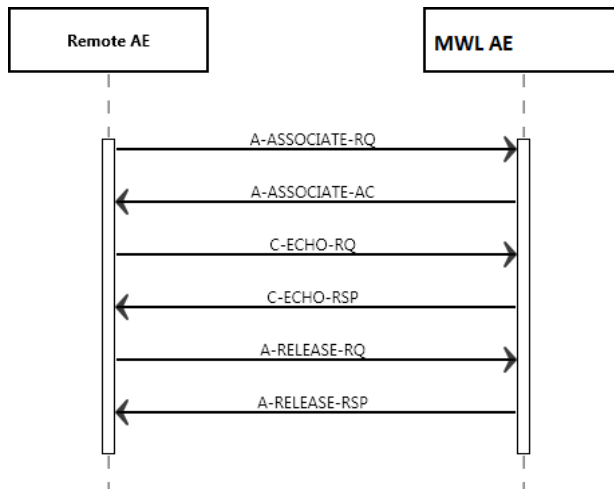 Remote AE
MWL AE
A-ASSOCIATE-RQ
A-ASSOCIATE-AC
C-ECHO-RQ
C-ECHO-RSP
A-RELEASE-RQ
A-RELEASE-RSP